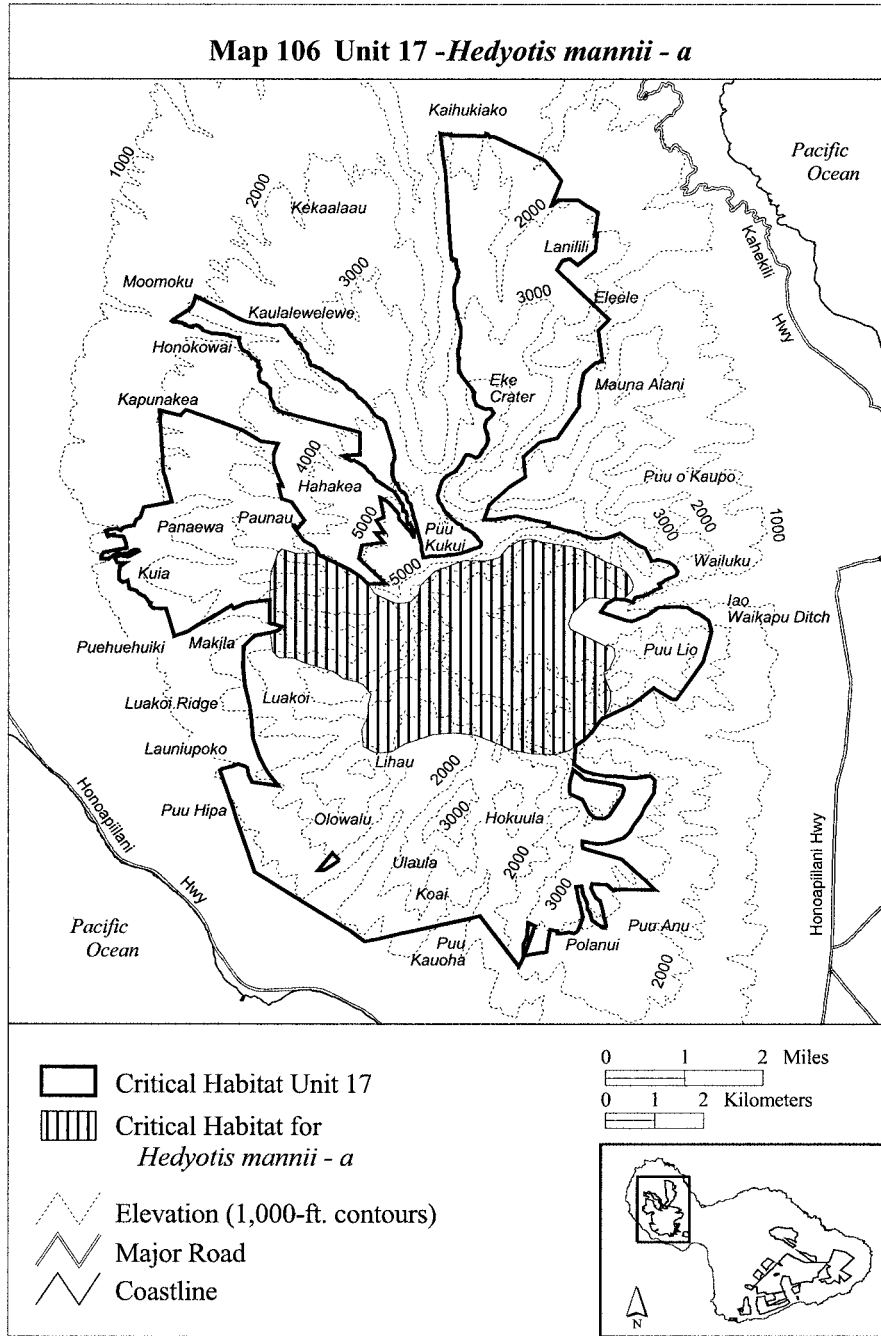 Map 106 Unit 17 -Hedyotis mannii - a
Kaihukiako
Pacific
Ocean
1000
2000
Kekaalaau
2000
Lanilili
Kahekili
Hwy
3000
3000
Moomoku
Kaulalewelewe
Eleele
Honokowai
Eke
Crater
Mauna Alani
Kapunakea
4000
Hahakea
Puu o Kaupo
2000
3000
1000
Panaewa
Paunau
5000
Puu
Kukui
Wailuku
Kuia
5000
Iao
Waikapu Ditch
Puehuehuiki
Makila
Puu Lio
Luakoi Ridge
Luakoi
Launiupoko
Lihau
2000
Honoapiilani
Hwy
Puu Hipa
Olowalu
3000
Hokuula
Honoapiilani Hwy
Ulaula
2000
Koai
3000
Pacific
Ocean
Puu
Kauoha
Polanui
Puu Anu
2000
Critical Habitat Unit 17
Critical Habitat for
Hedyotis mannii - a
Elevation (1,000-ft. contours)
Major Road
Coastline
0 1 2 Miles
0 1 2 Kilometers
N